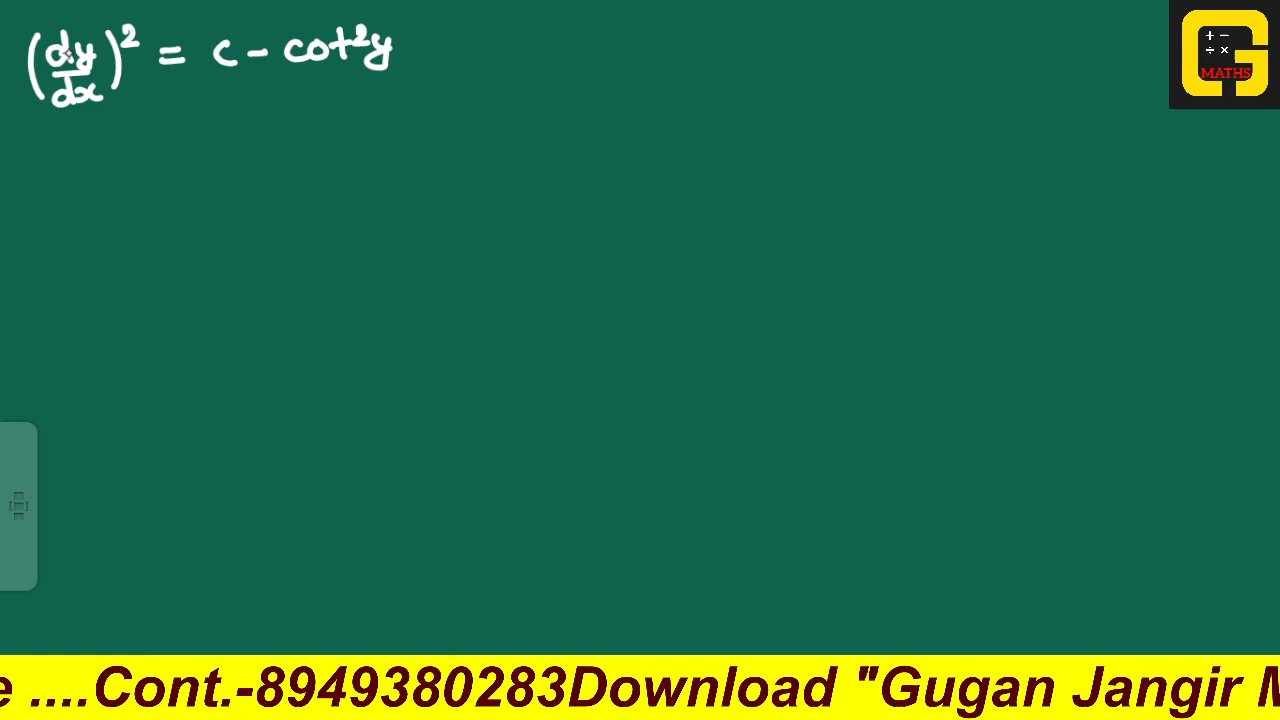 (dy/dx)² = c - cot²y
+ −
÷ ×
MATHS
e ....Cont.-8949380283Download "Gugan Jangir M